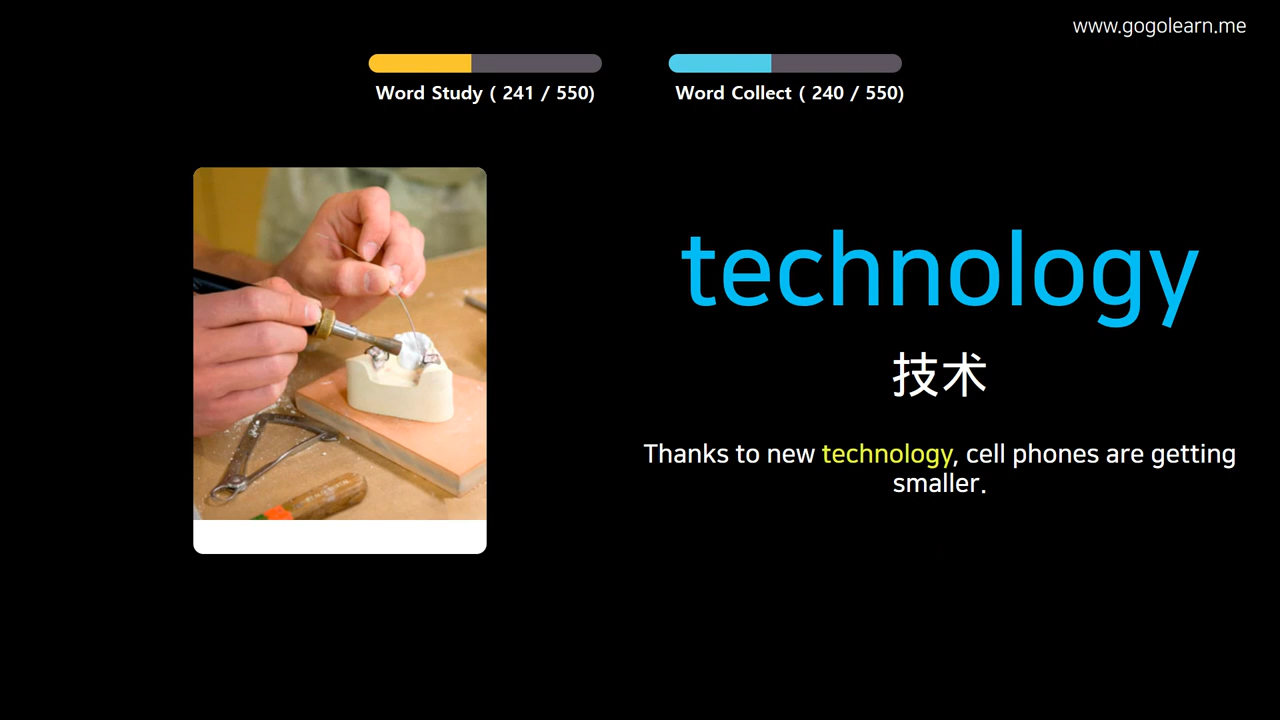 www.gogolearn.me
Word Study ( 241 / 550)
Word Collect ( 240 / 550)
technology
技术
Thanks to new technology, cell phones are getting
smaller.